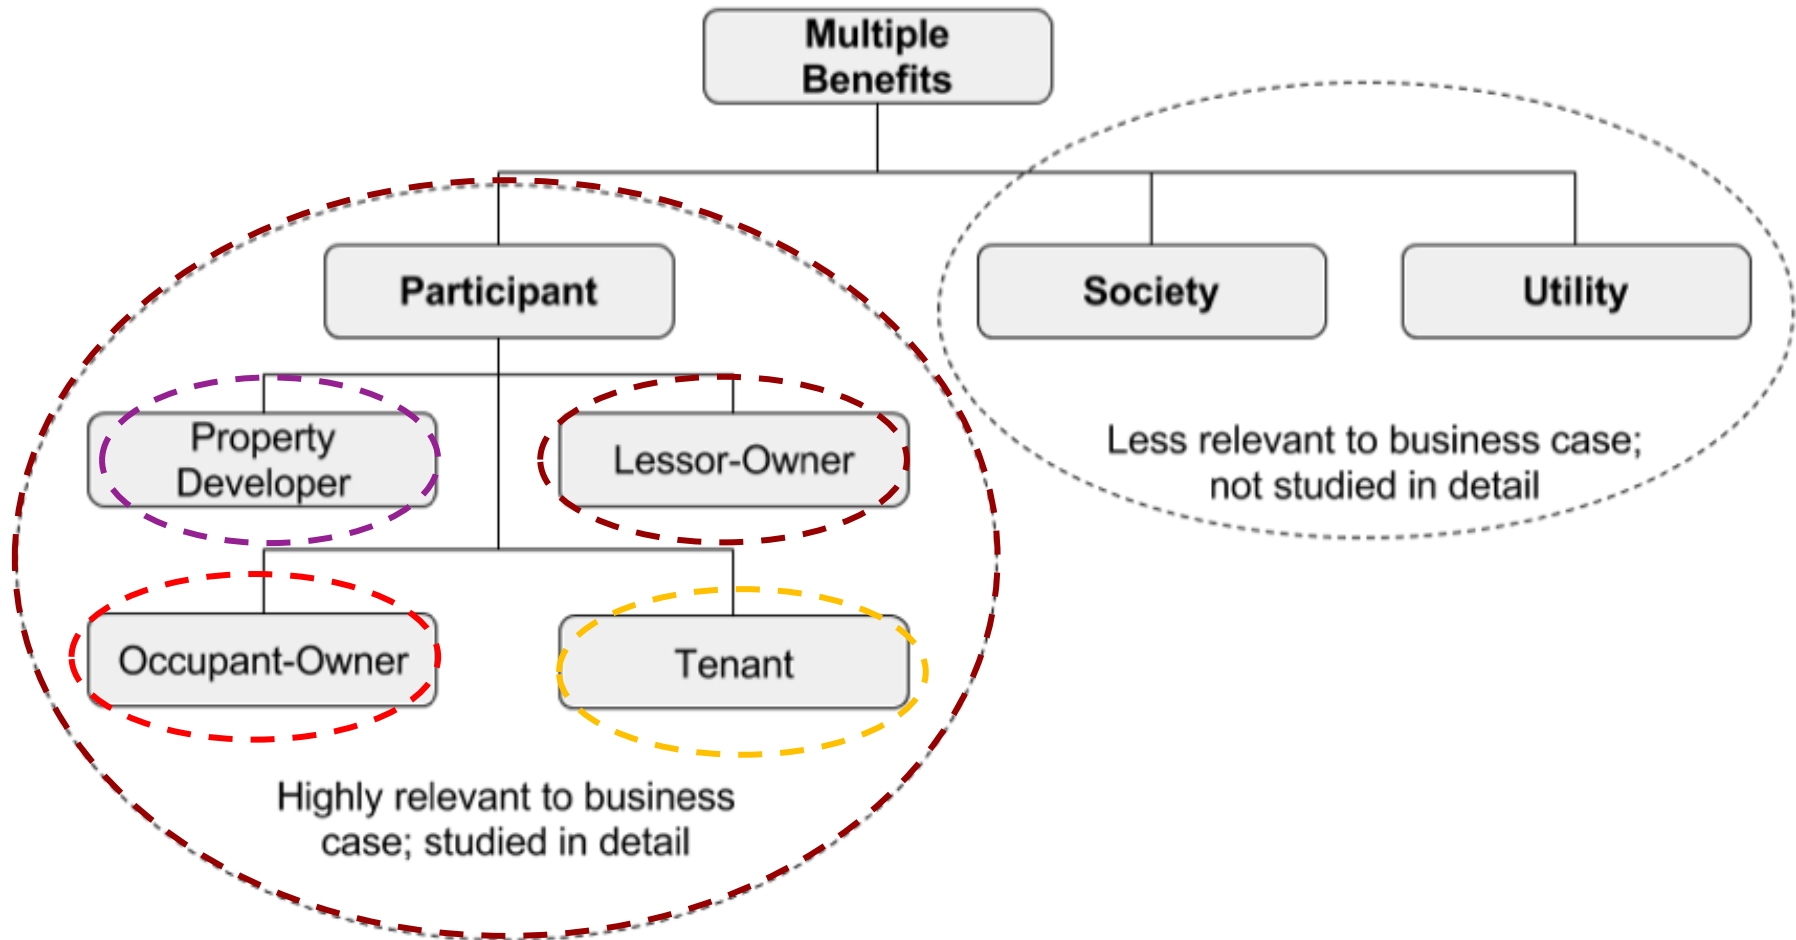 Multiple
Benefits
Participant
Society
Utility
Property
Developer
Lessor-Owner
Less relevant to business case;
not studied in detail
Occupant-Owner
Tenant
Highly relevant to business
case; studied in detail